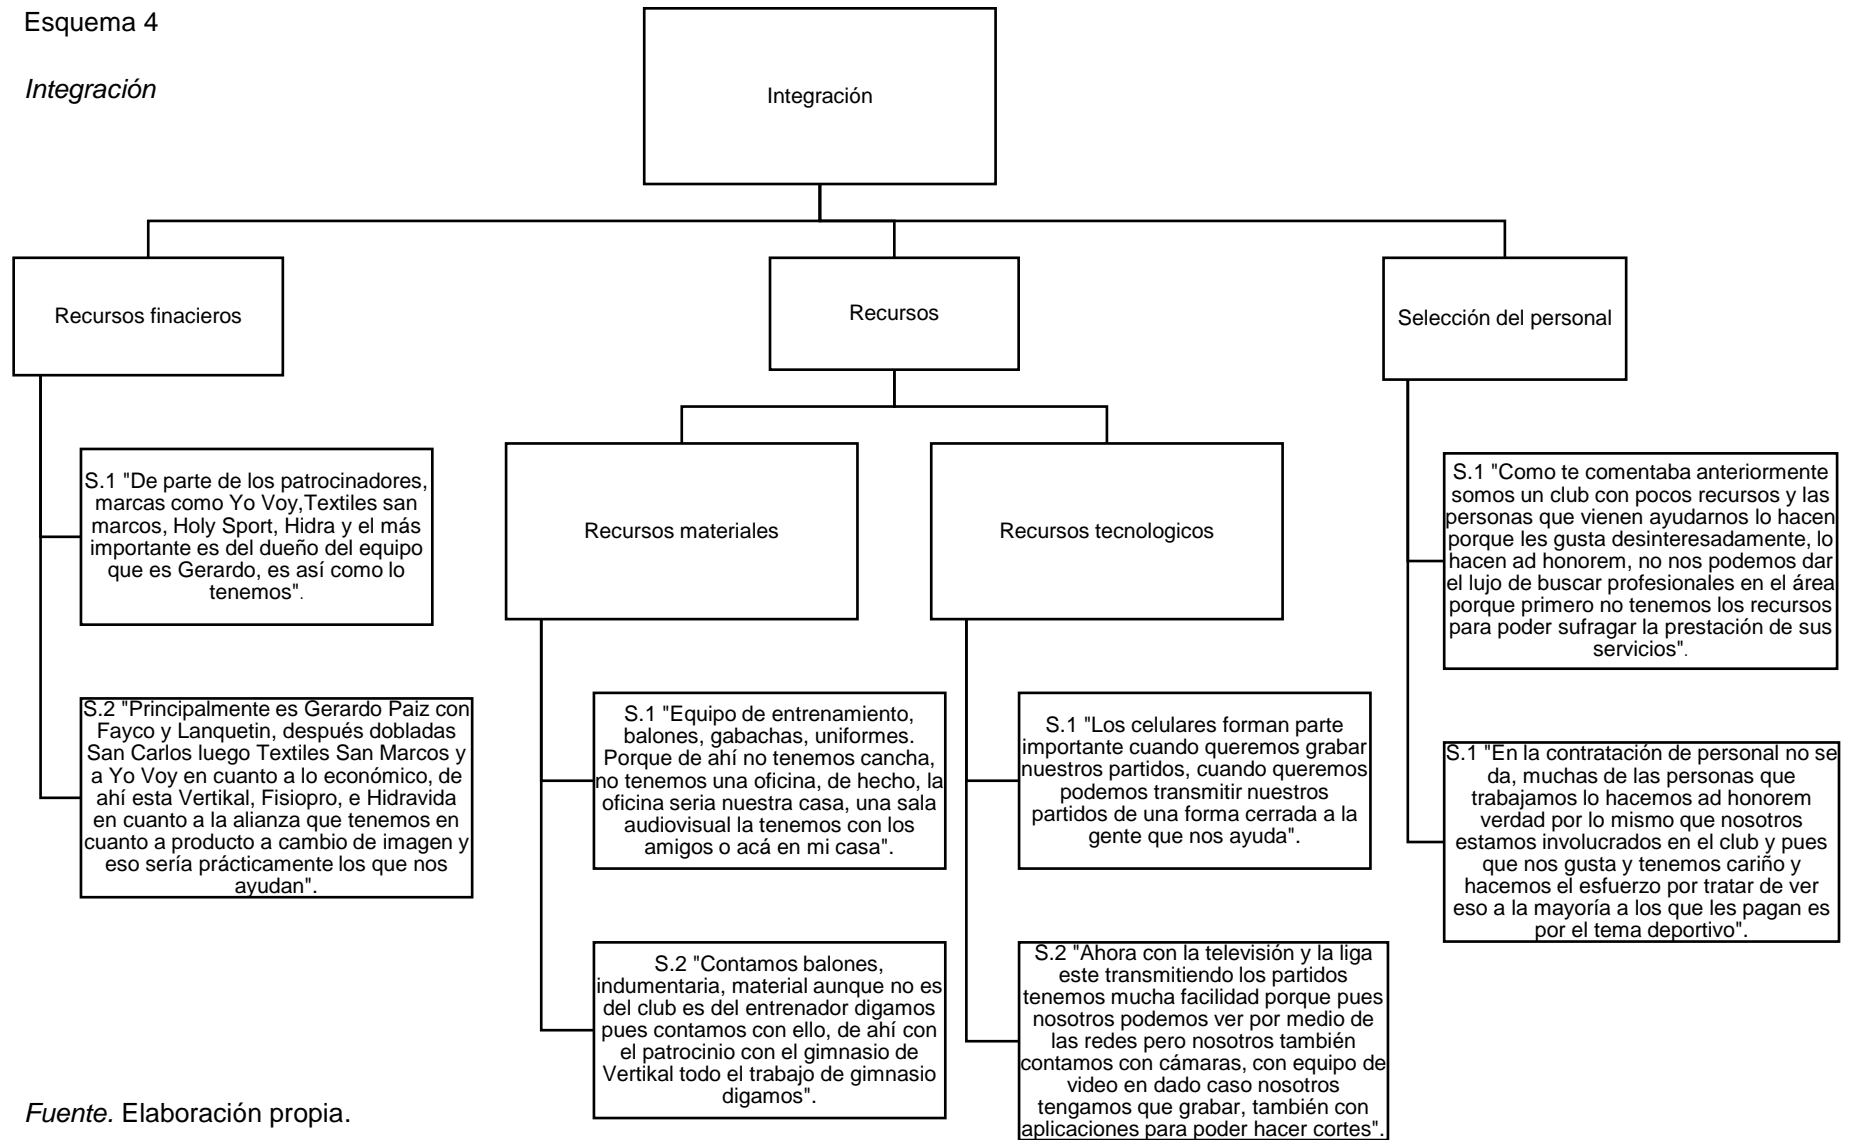 Esquema 4
Integración
Integración
Recursos finacieros
Recursos
Selección del personal
S.1 "De parte de los patrocinadores,
marcas como Yo Voy,Textiles san
marcos, Holy Sport, Hidra y el más
importante es del dueño del equipo
que es Gerardo, es así como lo
tenemos".
S.2 "Principalmente es Gerardo Paiz con
Fayco y Lanquetin, después dobladas
San Carlos luego Textiles San Marcos y
a Yo Voy en cuanto a lo económico, de
ahí esta Vertikal, Fisiopro, e Hidravida
en cuanto a la alianza que tenemos en
cuanto a producto a cambio de imagen y
eso sería prácticamente los que nos
ayudan".
Recursos materiales
S.1 "Equipo de entrenamiento,
balones, gabachas, uniformes.
Porque de ahí no tenemos cancha,
no tenemos una oficina, de hecho, la
oficina seria nuestra casa, una sala
audiovisual la tenemos con los
amigos o acá en mi casa".
S.2 "Contamos balones,
indumentaria, material aunque no es
del club es del entrenador digamos
pues contamos con ello, de ahí con
el patrocinio con el gimnasio de
Vertikal todo el trabajo de gimnasio
digamos".
Recursos tecnologicos
S.1 "Los celulares forman parte
importante cuando queremos grabar
nuestros partidos, cuando queremos
podemos transmitir nuestros
partidos de una forma cerrada a la
gente que nos ayuda".
S.2 "Ahora con la televisión y la liga
este transmitiendo los partidos
tenemos mucha facilidad porque pues
nosotros podemos ver por medio de
las redes pero nosotros también
contamos con cámaras, con equipo de
video en dado caso nosotros
tengamos que grabar, también con
aplicaciones para poder hacer cortes".
S.1 "Como te comentaba anteriormente
somos un club con pocos recursos y las
personas que vienen ayudarnos lo hacen
porque les gusta desinteresadamente, lo
hacen ad honorem, no nos podemos dar
el lujo de buscar profesionales en el área
porque primero no tenemos los recursos
para poder sufragar la prestación de sus
servicios".
S.1 "En la contratación de personal no se
da, muchas de las personas que
trabajamos lo hacemos ad honorem
verdad por lo mismo que nosotros
estamos involucrados en el club y pues
que nos gusta y tenemos cariño y
hacemos el esfuerzo por tratar de ver
eso a la mayoría a los que les pagan es
por el tema deportivo".
Fuente. Elaboración propia.